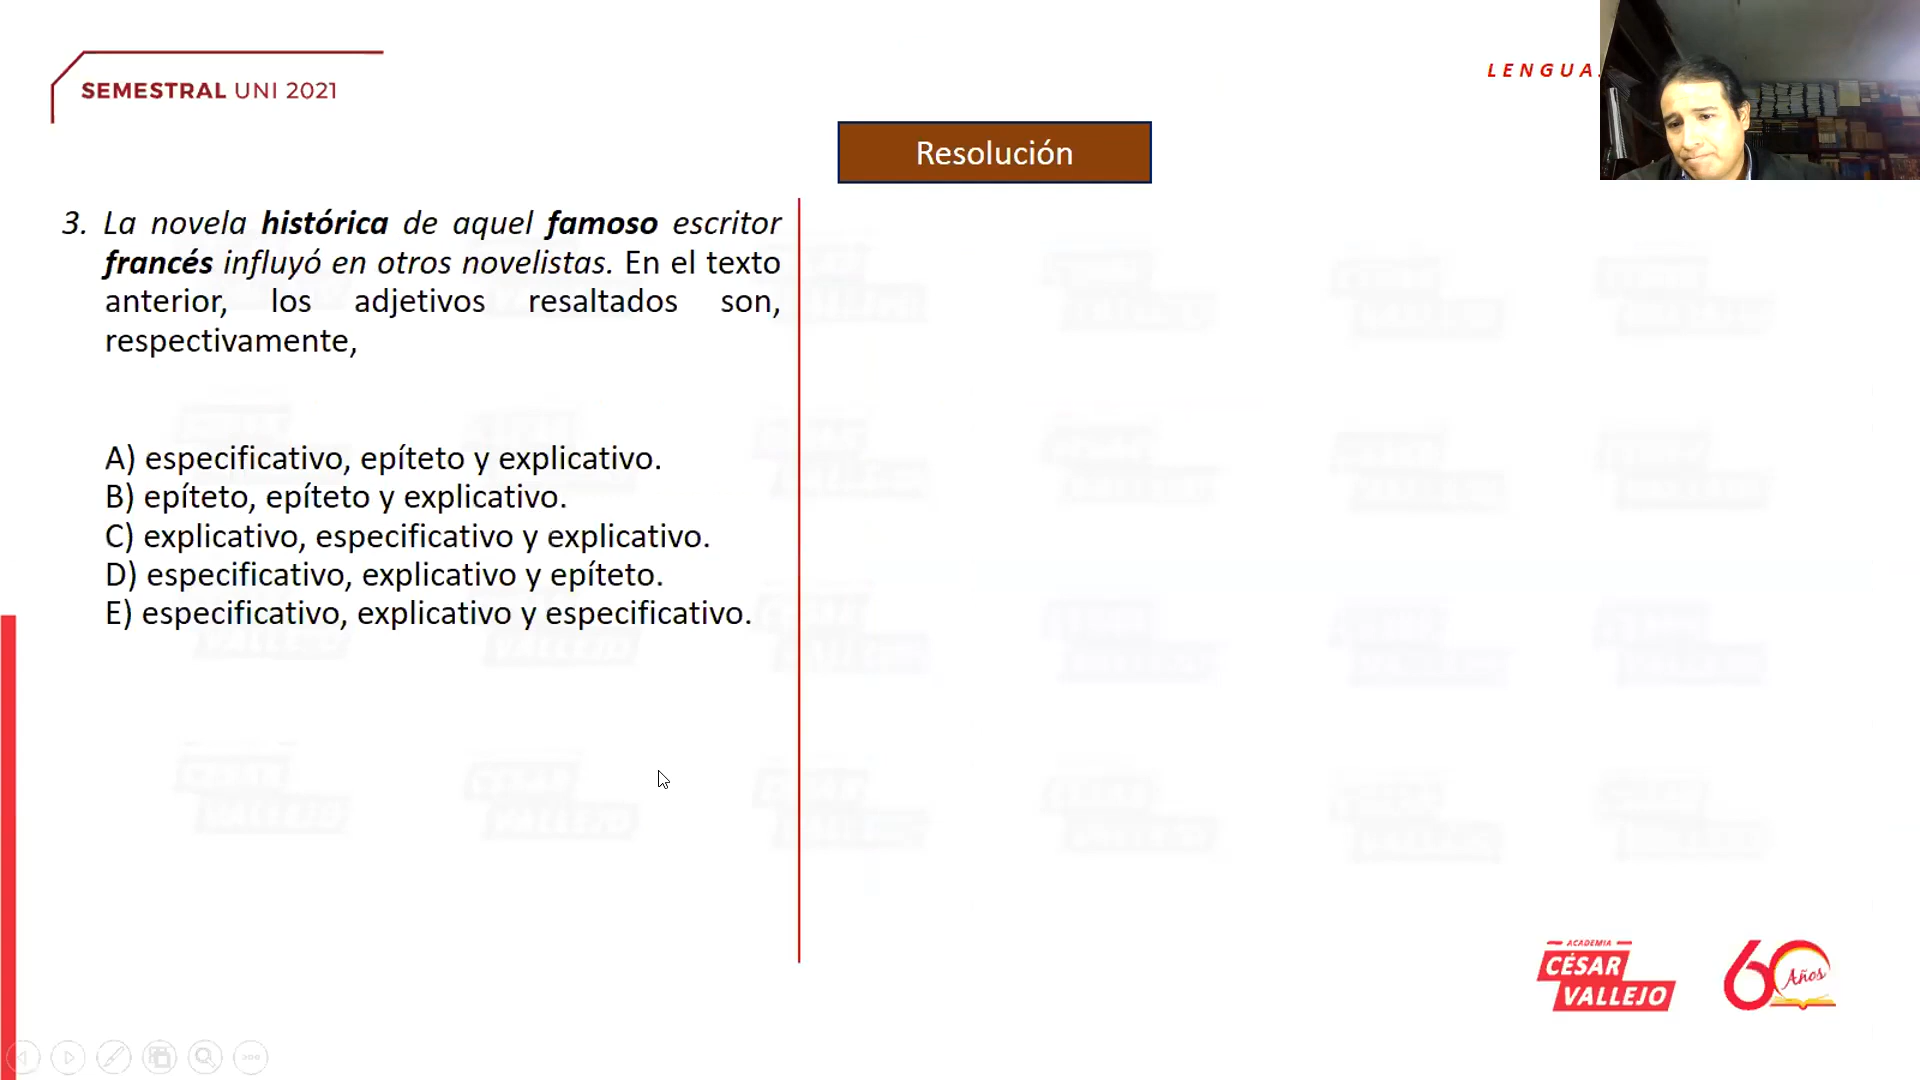 SEMESTRAL UNI 2021
LENGUA
Resolución
3. La novela histórica de aquel famoso escritor
francés influyó en otros novelistas. En el texto
anterior, los adjetivos resaltados son,
respectivamente,
A) especificativo, epíteto y explicativo.
B) epíteto, epíteto y explicativo.
C) explicativo, especificativo y explicativo.
D) especificativo, explicativo y epíteto.
E) especificativo, explicativo y especificativo.
ACADEMIA
CÉSAR
VALLEJO
60
Años